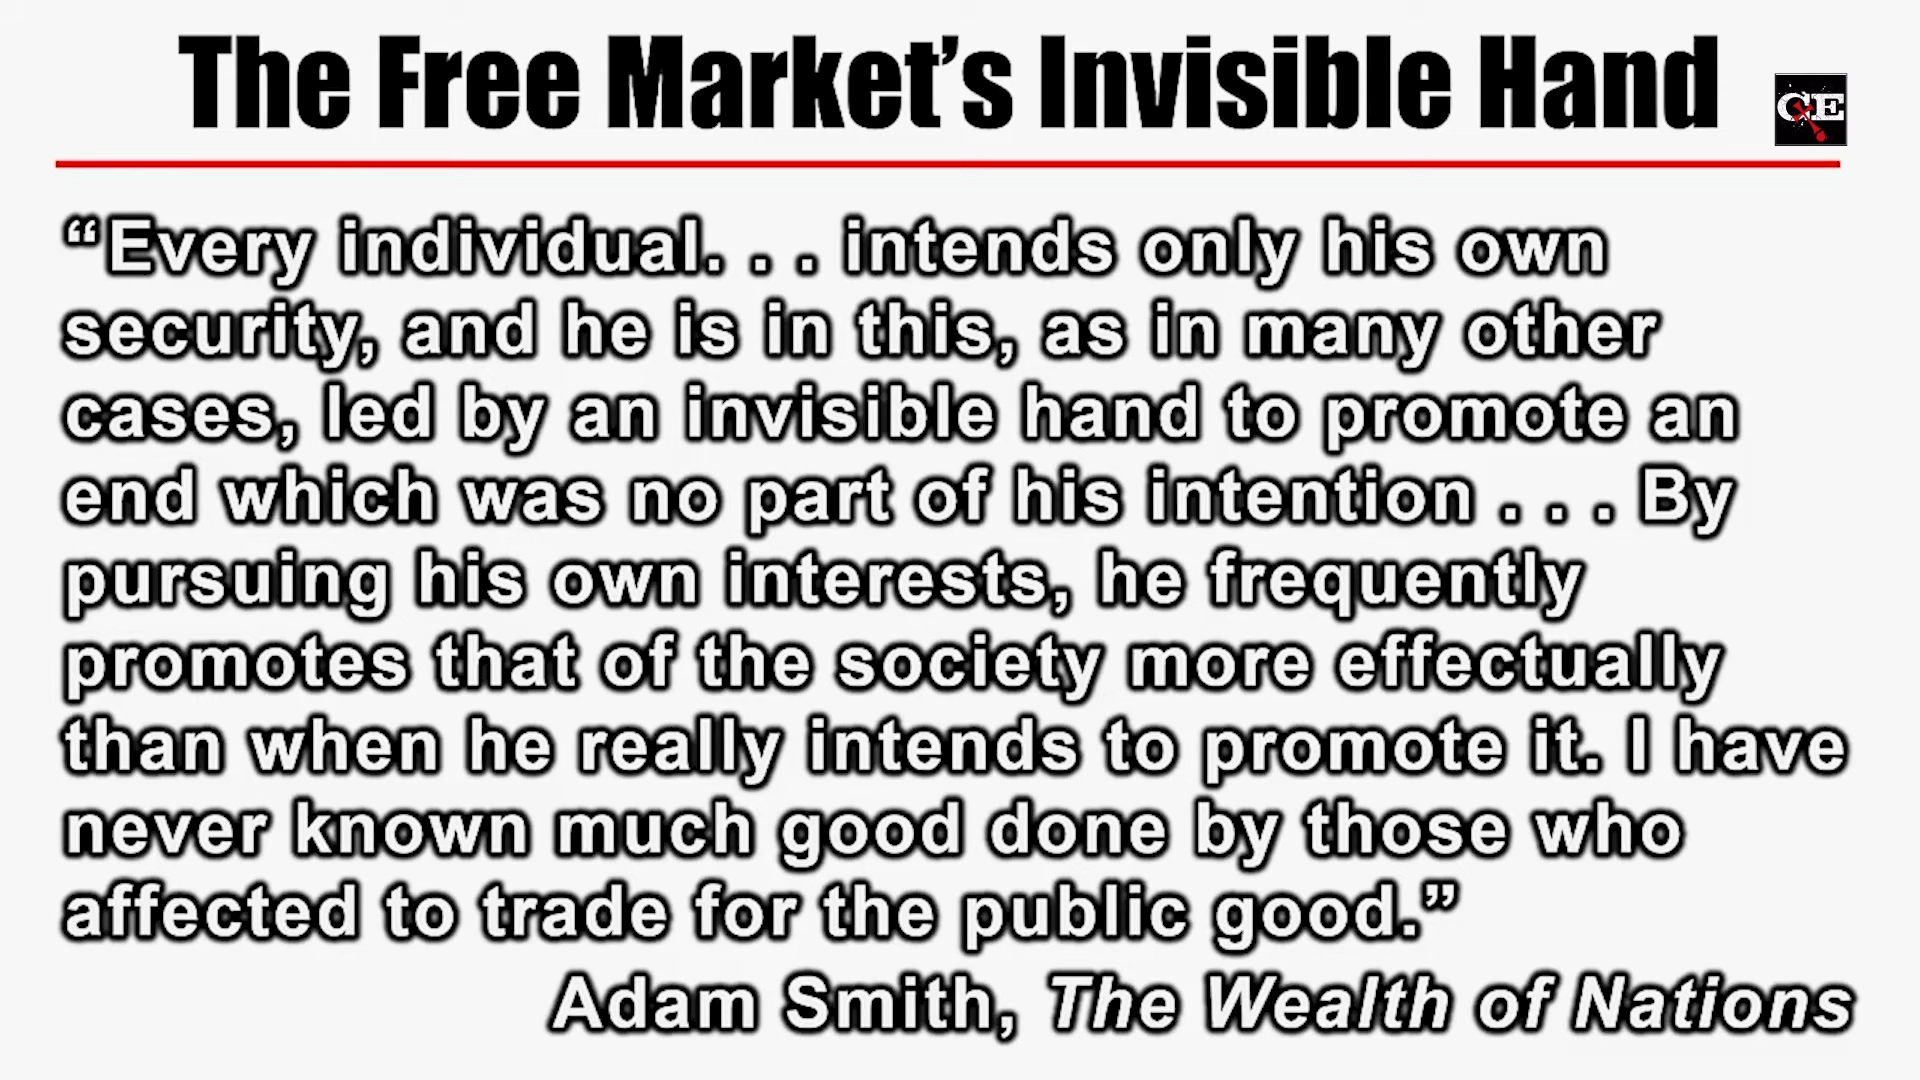 The Free Market’s Invisible Hand
CE
“Every individual. . . intends only his own
security, and he is in this, as in many other
cases, led by an invisible hand to promote an
end which was no part of his intention . . . By
pursuing his own interests, he frequently
promotes that of the society more effectually
than when he really intends to promote it. I have
never known much good done by those who
affected to trade for the public good.”
Adam Smith, The Wealth of Nations